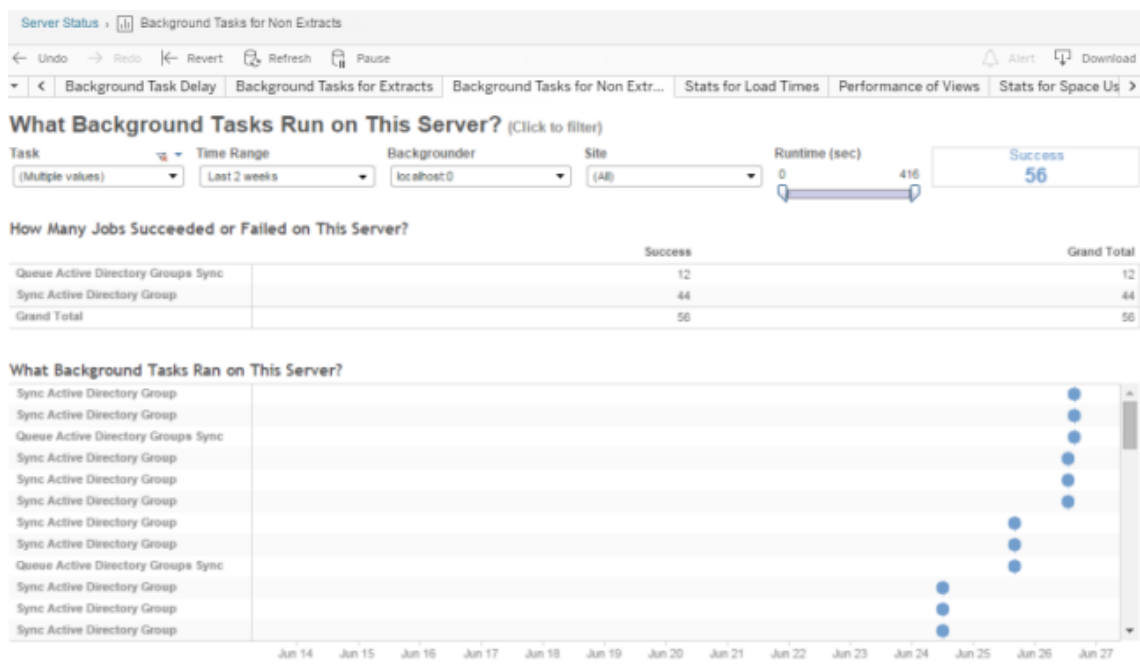 Server Status › Background Tasks for Non Extracts
← Undo → Redo Revert Refresh Pause Alert Download
Background Task Delay Background Tasks for Extracts Background Tasks for Non Extr... Stats for Load Times Performance of Views Stats for Space Us
What Background Tasks Run on This Server? (Click to filter)
Task Time Range Backgrounder Site Runtime (sec) Success
(Multiple values) Last 2 weeks localhost:0 (All) 0 416 56
How Many Jobs Succeeded or Failed on This Server?
Success Grand Total
Queue Active Directory Groups Sync 12 12
Sync Active Directory Group 44 44
Grand Total 56 56
What Background Tasks Ran on This Server?
Sync Active Directory Group
Sync Active Directory Group
Queue Active Directory Groups Sync
Sync Active Directory Group
Sync Active Directory Group
Sync Active Directory Group
Sync Active Directory Group
Sync Active Directory Group
Queue Active Directory Groups Sync
Sync Active Directory Group
Sync Active Directory Group
Sync Active Directory Group
Jun 14 Jun 15 Jun 16 Jun 17 Jun 18 Jun 19 Jun 20 Jun 21 Jun 22 Jun 23 Jun 24 Jun 25 Jun 26 Jun 27